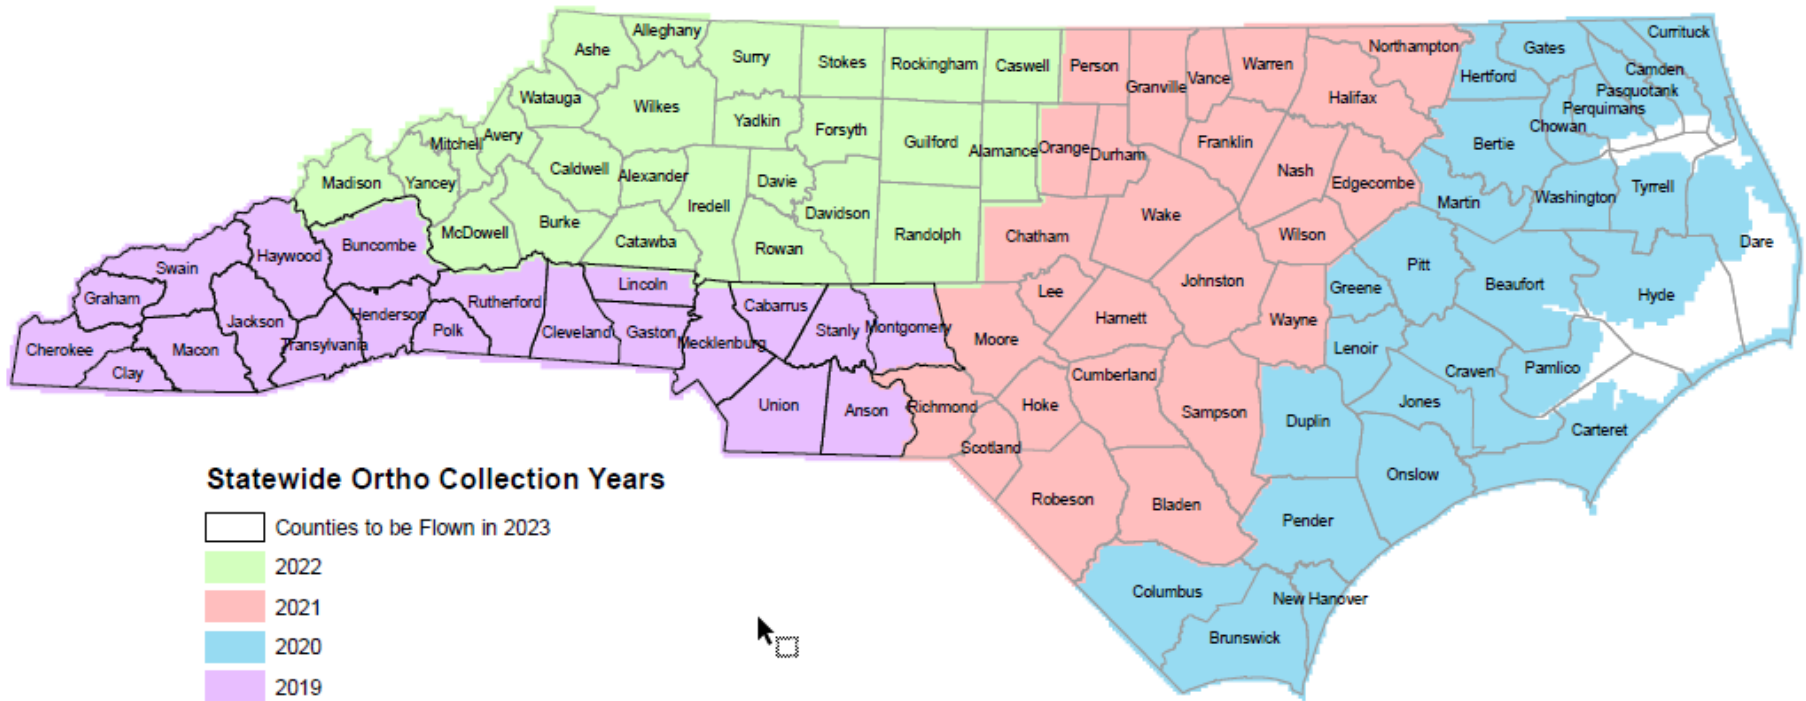 Alleghany
Currituck
Ashe
Northampton
Gates
Surry
Stokes
Rockingham
Caswell
Person
Warren
Hertford
Camden
Vance
Granville
Pasquotank
Watauga
Wilkes
Halifax
Perquimans
Yadkin
Forsyth
Chowan
Mitchell
Avery
Guilford
Alamance
Orange
Durham
Franklin
Bertie
Caldwell
Alexander
Nash
Edgecombe
Madison
Yancey
Davie
Tyrrell
Washington
Martin
Iredell
Davidson
Wake
Burke
McDowell
Catawba
Rowan
Randolph
Chatham
Wilson
Dare
Buncombe
Haywood
Swain
Pitt
Lincoln
Johnston
Beaufort
Graham
Lee
Greene
Hyde
Rutherford
Cabarrus
Henderson
Jackson
Polk
Cleveland
Gaston
Stanly
Montgomery
Harnett
Wayne
Transylvania
Mecklenburg
Moore
Cherokee
Macon
Lenoir
Clay
Cumberland
Craven
Pamlico
Union
Anson
Richmond
Hoke
Sampson
Jones
Duplin
Carteret
Scotland
Onslow
Robeson
Bladen
Pender
Columbus
New Hanover
Brunswick
Statewide Ortho Collection Years
Counties to be Flown in 2023
2022
2021
2020
2019